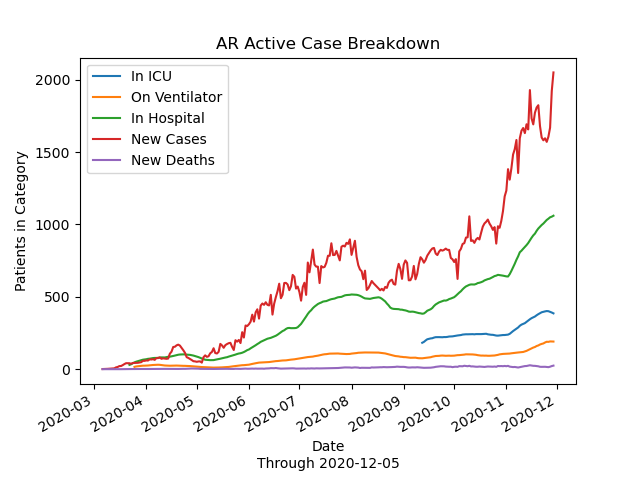 AR Active Case Breakdown
In ICU
On Ventilator
In Hospital
New Cases
New Deaths
Patients in Category
2000
1500
1000
500
0
2020-03
2020-04
2020-05
2020-06
2020-07
2020-08
2020-09
2020-10
2020-11
2020-12
Date
Through 2020-12-05